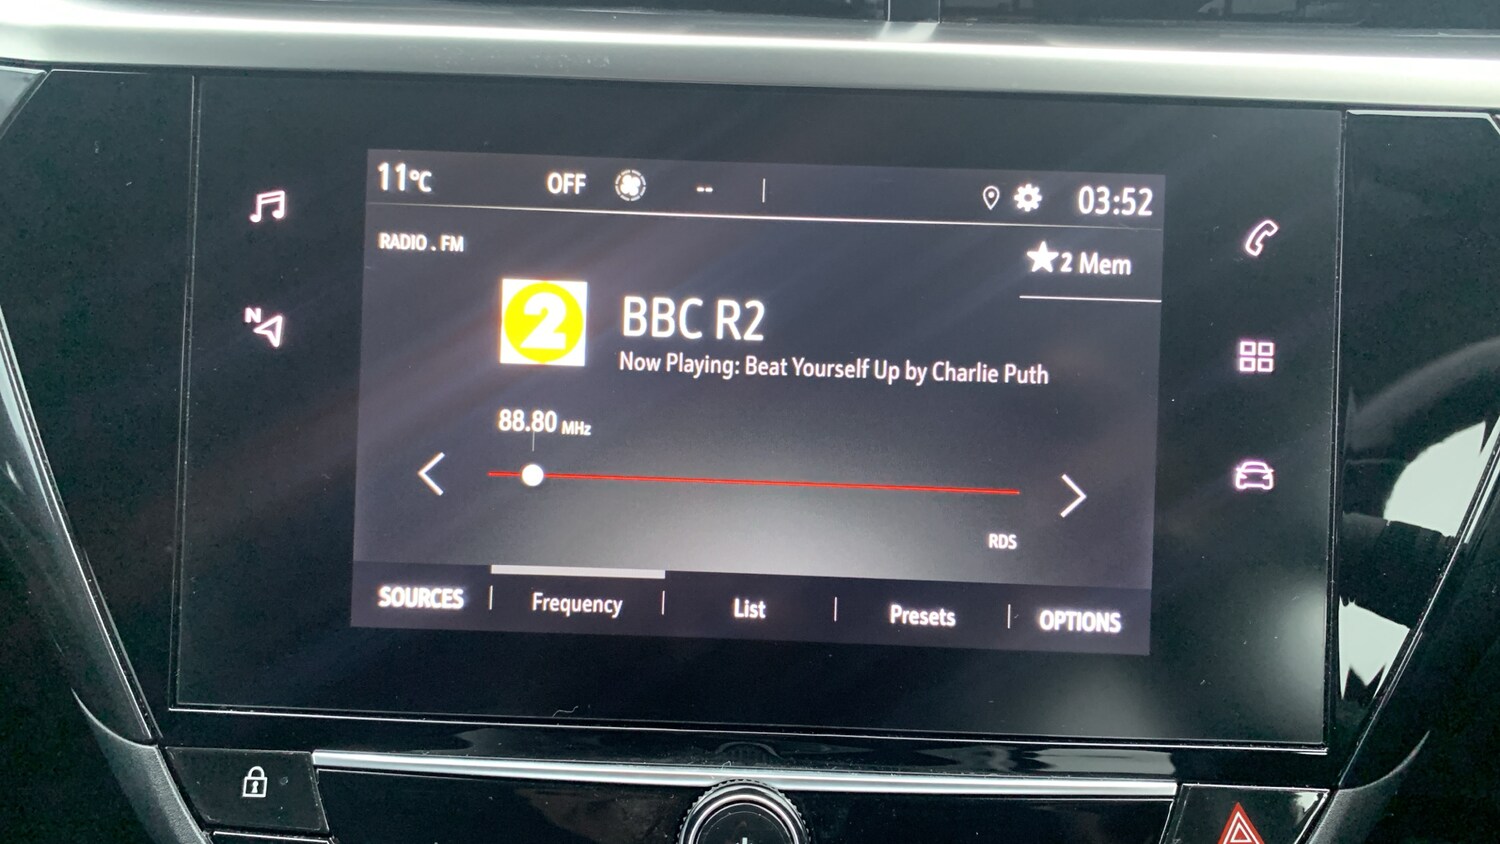 11°C OFF -- 03:52
RADIO . FM
2 Mem
2
BBC R2
Now Playing: Beat Yourself Up by Charlie Puth
88.80 MHz
RDS
SOURCES Frequency List Presets OPTIONS
N